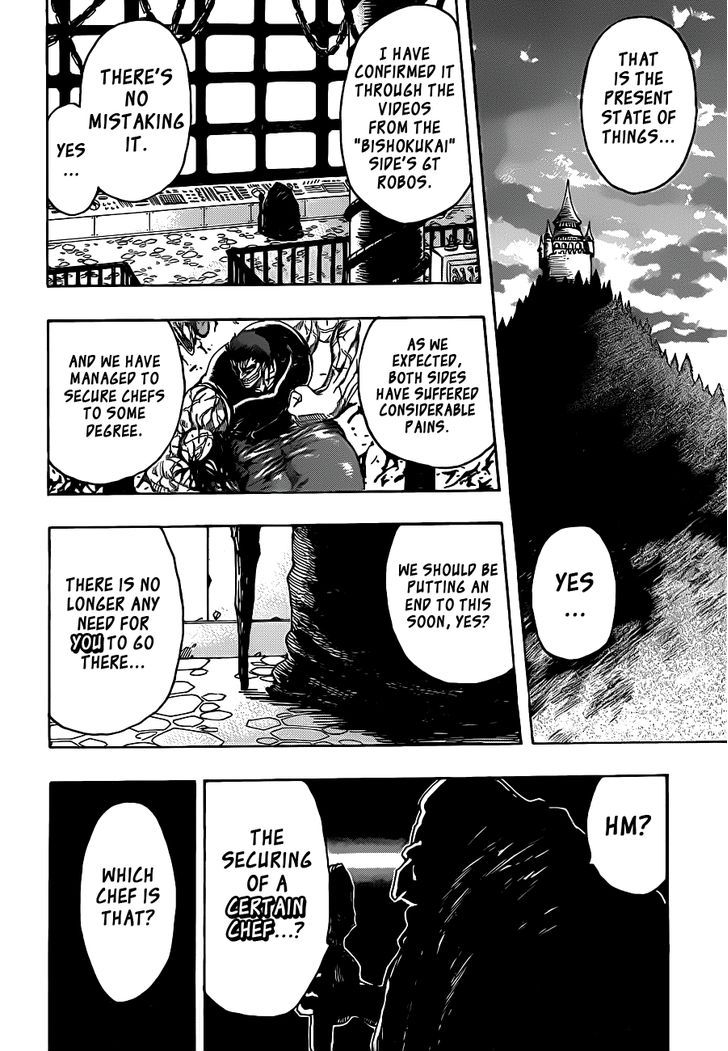 THAT
IS THE
PRESENT
STATE OF
THINGS...
YES
...
I HAVE
CONFIRMED IT
THROUGH THE
VIDEOS
FROM THE
"BISHOKUKAI"
SIDE'S GT
ROBOS.
THERE'S
NO
MISTAKING
IT.
YES
...
AS WE
EXPECTED,
BOTH SIDES
HAVE SUFFERED
CONSIDERABLE
PAINS.
AND WE HAVE
MANAGED TO
SECURE CHEFS
TO SOME
DEGREE.
WE SHOULD BE
PUTTING AN
END TO THIS
SOON, YES?
THERE IS NO
LONGER ANY
NEED FOR
YOU TO GO
THERE...
HM?
THE
SECURING
OF A
CERTAIN
CHEF...?
WHICH
CHEF IS
THAT?